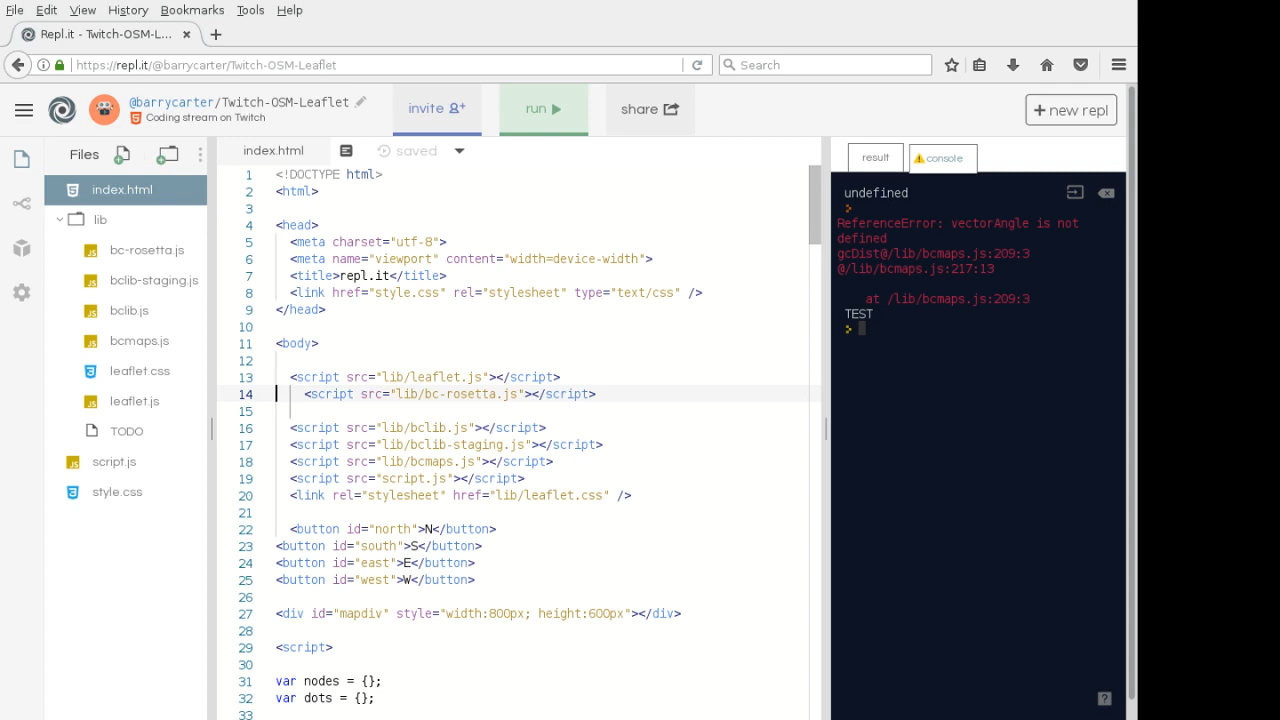 File Edit View History Bookmarks Tools Help
Repl.it - Twitch-OSM-L...
https://repl.it/@barrycarter/Twitch-OSM-Leaflet
Search
@barrycarter/Twitch-OSM-Leaflet
Coding stream on Twitch
invite
run
share
+ new repl
Files
index.html
lib
bc-rosetta.js
bclib-staging.js
bclib.js
bcmaps.js
leaflet.css
leaflet.js
TODO
script.js
style.css
index.html
saved
1 <!DOCTYPE html>
2 <html>
3
4 <head>
5 <meta charset="utf-8">
6 <meta name="viewport" content="width=device-width">
7 <title>repl.it</title>
8 <link href="style.css" rel="stylesheet" type="text/css" />
9 </head>
10
11 <body>
12
13 <script src="lib/leaflet.js"></script>
14 <script src="lib/bc-rosetta.js"></script>
15
16 <script src="lib/bclib.js"></script>
17 <script src="lib/bclib-staging.js"></script>
18 <script src="lib/bcmaps.js"></script>
19 <script src="script.js"></script>
20 <link rel="stylesheet" href="lib/leaflet.css" />
21
22 <button id="north">N</button>
23 <button id="south">S</button>
24 <button id="east">E</button>
25 <button id="west">W</button>
26
27 <div id="mapdiv" style="width:800px; height:600px"></div>
28
29 <script>
30
31 var nodes = {};
32 var dots = {};
33
result
console
undefined
>
ReferenceError: vectorAngle is not
defined
gcDist@/lib/bcmaps.js:209:3
@/lib/bcmaps.js:217:13
at /lib/bcmaps.js:209:3
TEST
>
?